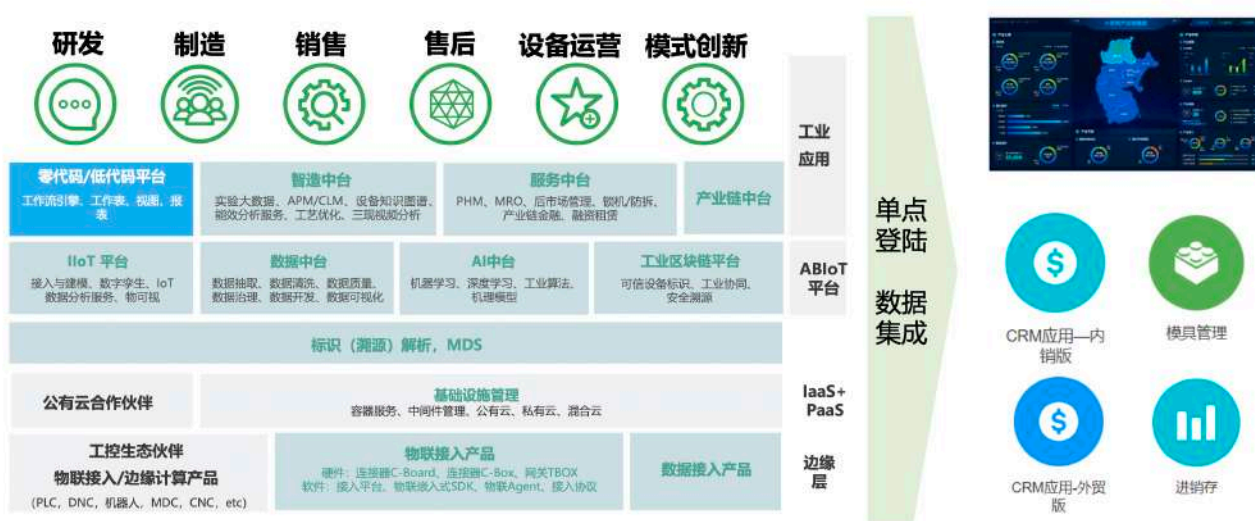 研发
制造
销售
售后
设备运营
模式创新
工业
应用
零代码/低代码平台
工作流引擎、工作表、视图、报
表
智造中台
实验大数据、APM/CLM、设备知识图谱、
能效分析服务、工艺优化、三现视频分析
服务中台
PHM、MRO、后市场管理、锁机/防拆、
产业链金融、融资租赁
产业链中台
IIoT 平台
接入与建模、数字孪生、IoT
数据分析服务、物可视
数据中台
数据抽取、数据清洗、数据质量、
数据治理、数据开发、数据可视化
AI中台
机器学习、深度学习、工业算法、
机理模型
工业区块链平台
可信设备标识、工业协同、
安全溯源
ABIoT
平台
标识（溯源）解析，MDS
公有云合作伙伴
基础设施管理
容器服务、中间件管理、公有云、私有云、混合云
IaaS+
PaaS
工控生态伙伴
物联接入/边缘计算产品
(PLC，DNC，机器人，MDC，CNC，etc)
物联接入产品
硬件：连接器C-Board、连接器C-Box、网关TBOX
软件：接入平台、物联嵌入式SDK、物联Agent、接入协议
数据接入产品
边缘
层
单点
登陆
数据
集成
CRM应用—内
销版
模具管理
CRM应用-外贸
版
进销存